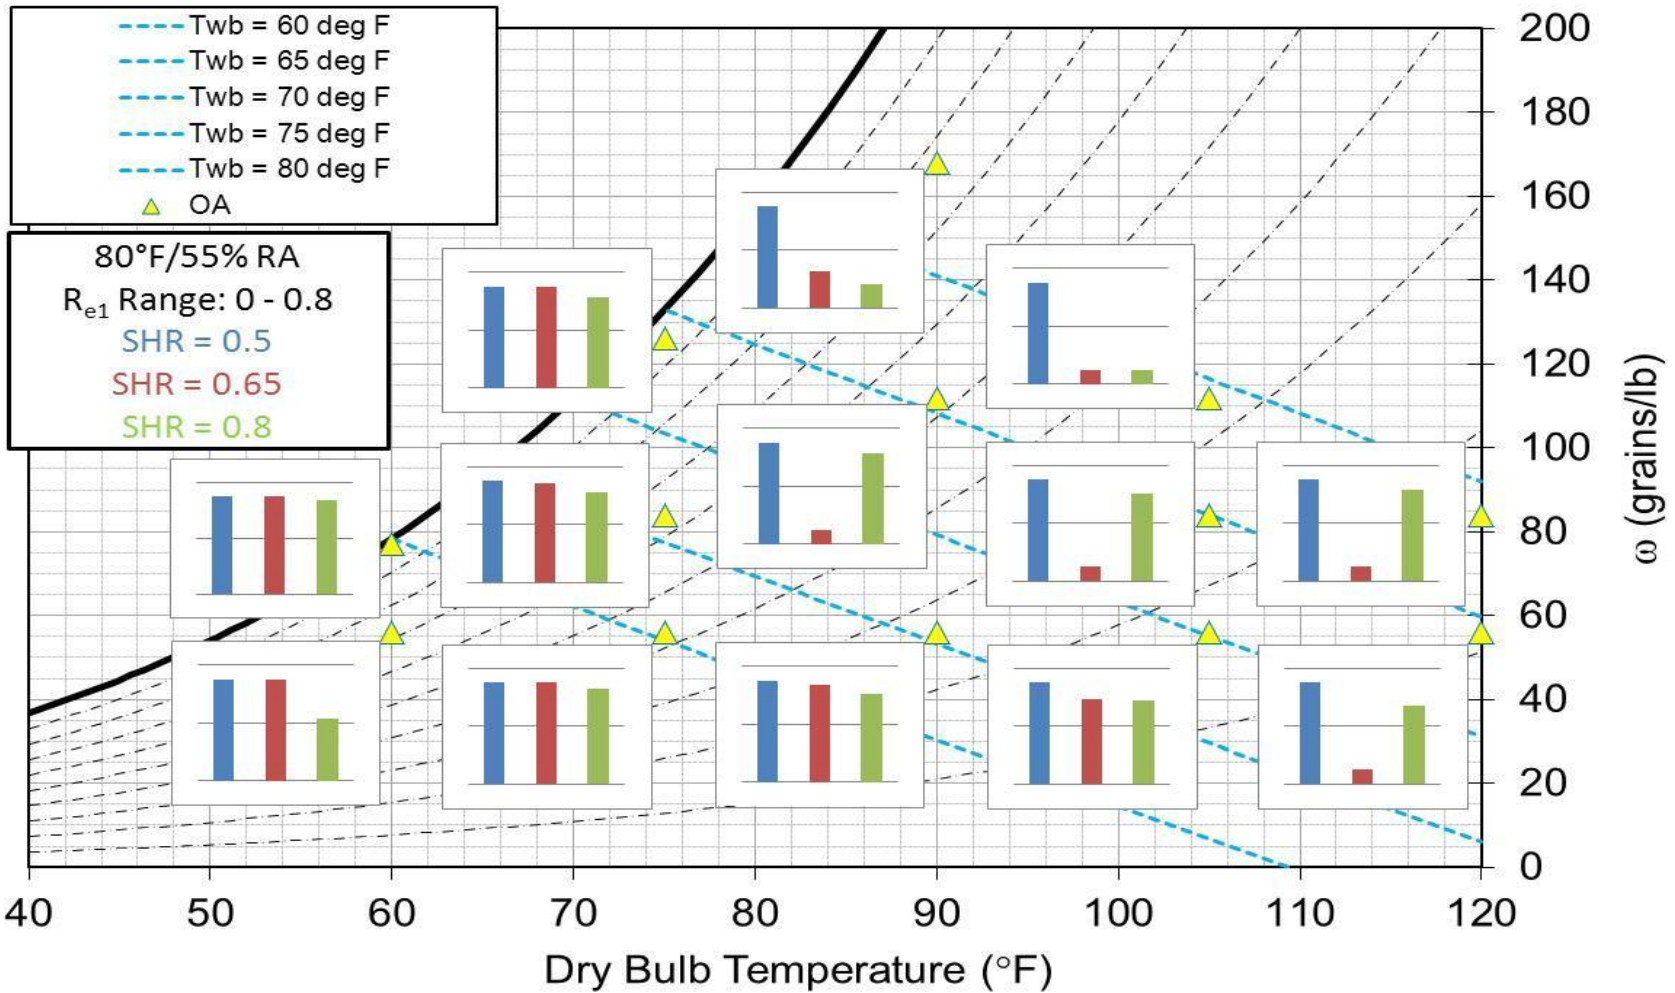 Twb = 60 deg F
Twb = 65 deg F
Twb = 70 deg F
Twb = 75 deg F
Twb = 80 deg F
OA
80°F/55% RA
Re1 Range: 0 - 0.8
SHR = 0.5
SHR = 0.65
SHR = 0.8
200
180
160
140
120
100
80
60
40
20
0
ω (grains/lb)
40 50 60 70 80 90 100 110 120
Dry Bulb Temperature (°F)